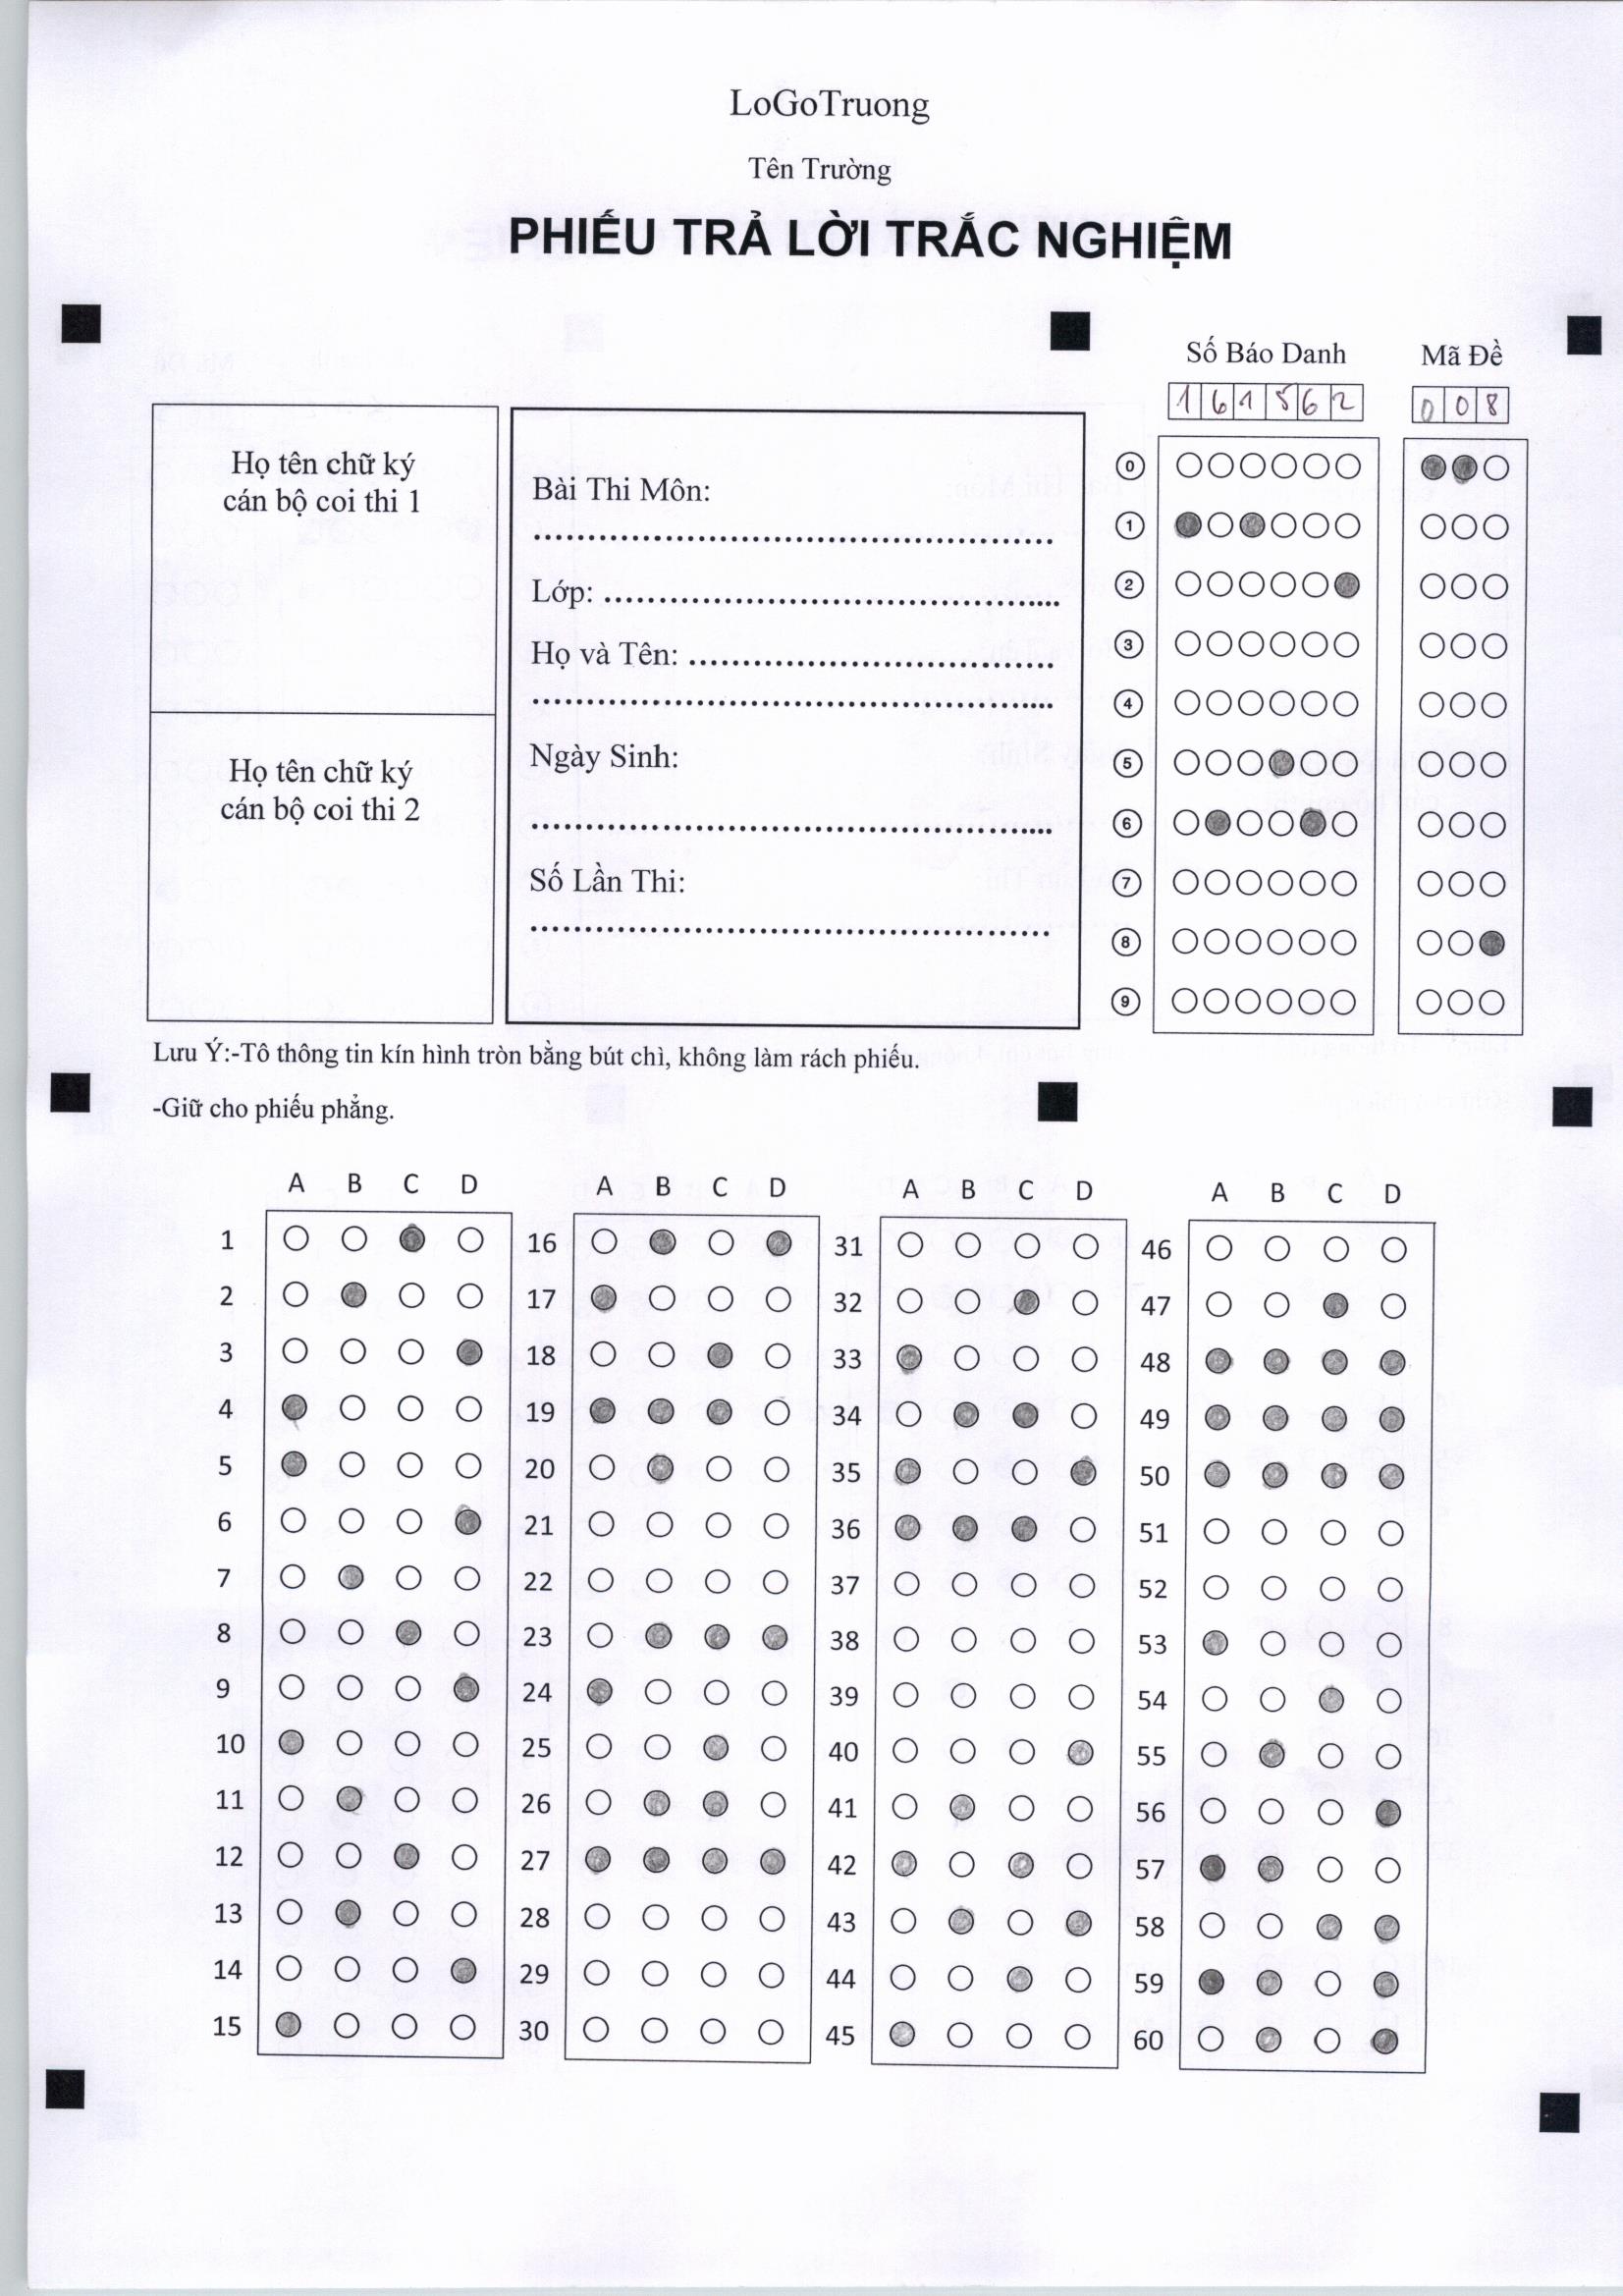 LoGoTruong
Tên Trường
PHIẾU TRẢ LỜI TRẮC NGHIỆM
Số Báo Danh Mã Đề
1 6 1 5 6 2 0 0 8
Họ tên chữ ký
cán bộ coi thi 1
Họ tên chữ ký
cán bộ coi thi 2
Bài Thi Môn:
Lớp:
Họ và Tên:
Ngày Sinh:
Số Lần Thi:
0
1
2
3
4
5
6
7
8
9
Lưu Ý:-Tô thông tin kín hình tròn bằng bút chì, không làm rách phiếu.
-Giữ cho phiếu phẳng.
A B C D A B C D A B C D A B C D
1 16 31 46
2 17 32 47
3 18 33 48
4 19 34 49
5 20 35 50
6 21 36 51
7 22 37 52
8 23 38 53
9 24 39 54
10 25 40 55
11 26 41 56
12 27 42 57
13 28 43 58
14 29 44 59
15 30 45 60